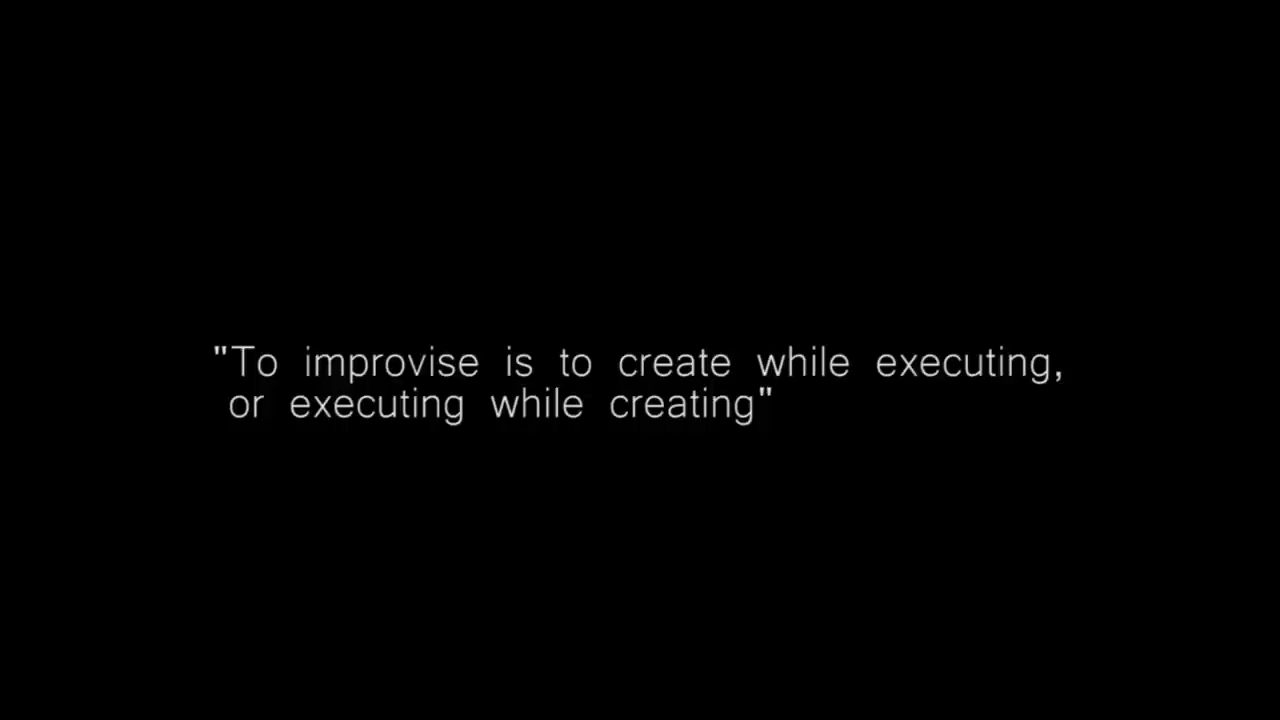 "To improvise is to create while executing,
or executing while creating"